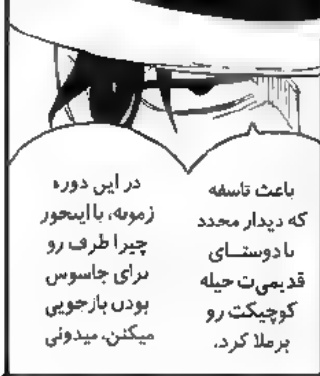 باعث تاسفه
که دیدار مجدد
با دوستای
قدیمی‌ت حیله
کوچیکت رو
برملا کرد.
در این دوره
زمونه، با اینجور
چیزا طرف رو
برای جاسوس
بودن بازجویی
میکنن، میدونی